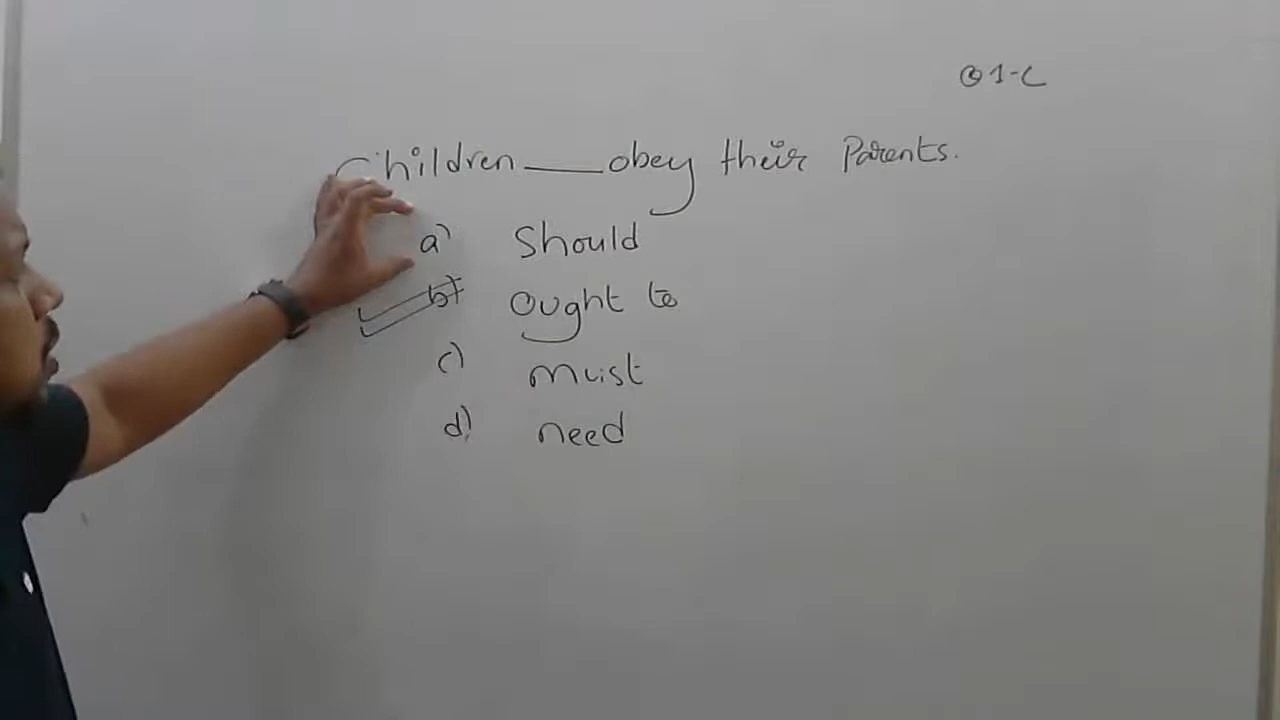 Q1-C
Children ___ obey their Parents.
a) Should
b) Ought to
c) must
d) need